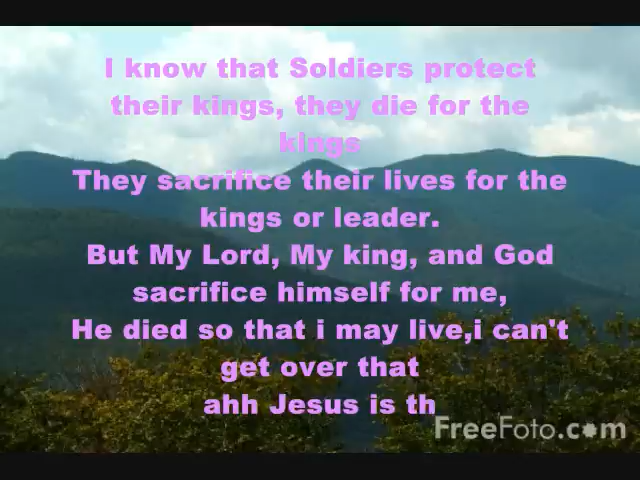 I know that Soldiers protect
their kings, they die for the
kings
They sacrifice their lives for the
kings or leader.
But My Lord, My king, and God
sacrifice himself for me,
He died so that i may live,i can't
get over that
ahh Jesus is th
FreeFoto.com